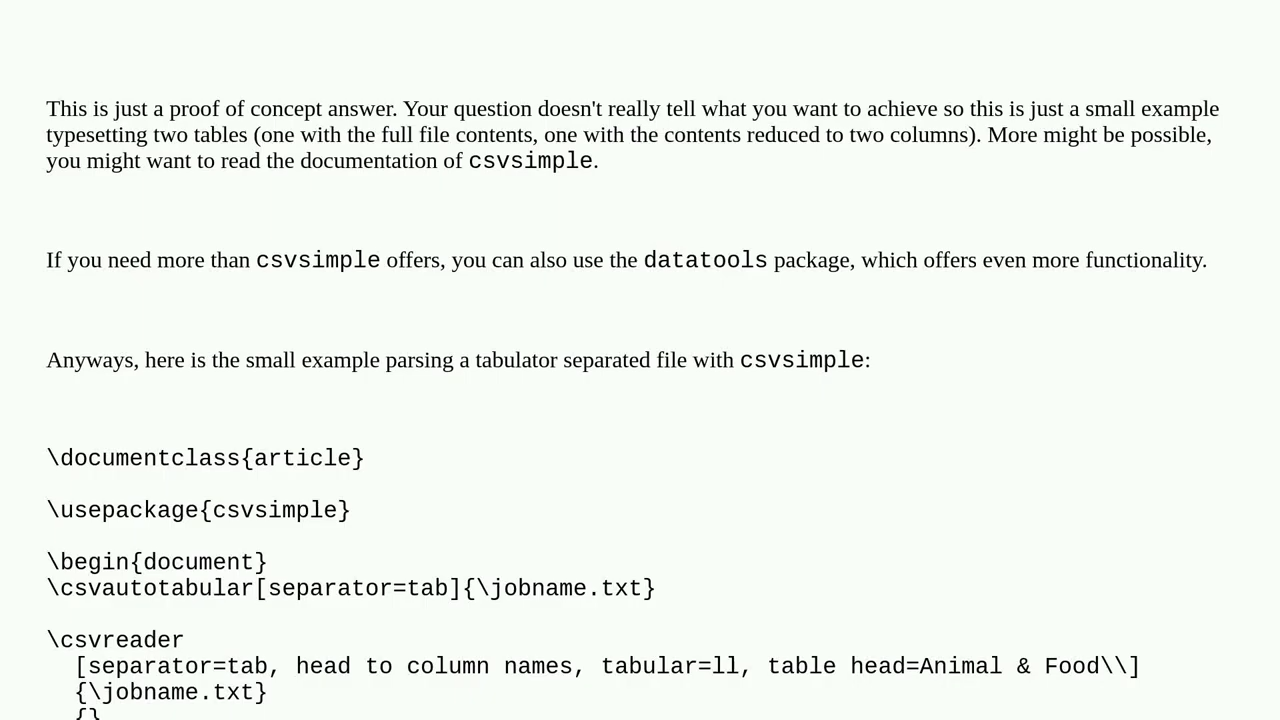 This is just a proof of concept answer. Your question doesn't really tell what you want to achieve so this is just a small example
typesetting two tables (one with the full file contents, one with the contents reduced to two columns). More might be possible,
you might want to read the documentation of csvsimple.
If you need more than csvsimple offers, you can also use the datatools package, which offers even more functionality.
Anyways, here is the small example parsing a tabulator separated file with csvsimple:
\documentclass{article}
\usepackage{csvsimple}
\begin{document}
\csvautotabular[separator=tab]{\jobname.txt}
\csvreader
  [separator=tab, head to column names, tabular=ll, table head=Animal & Food\\]
  {\jobname.txt}
  {}